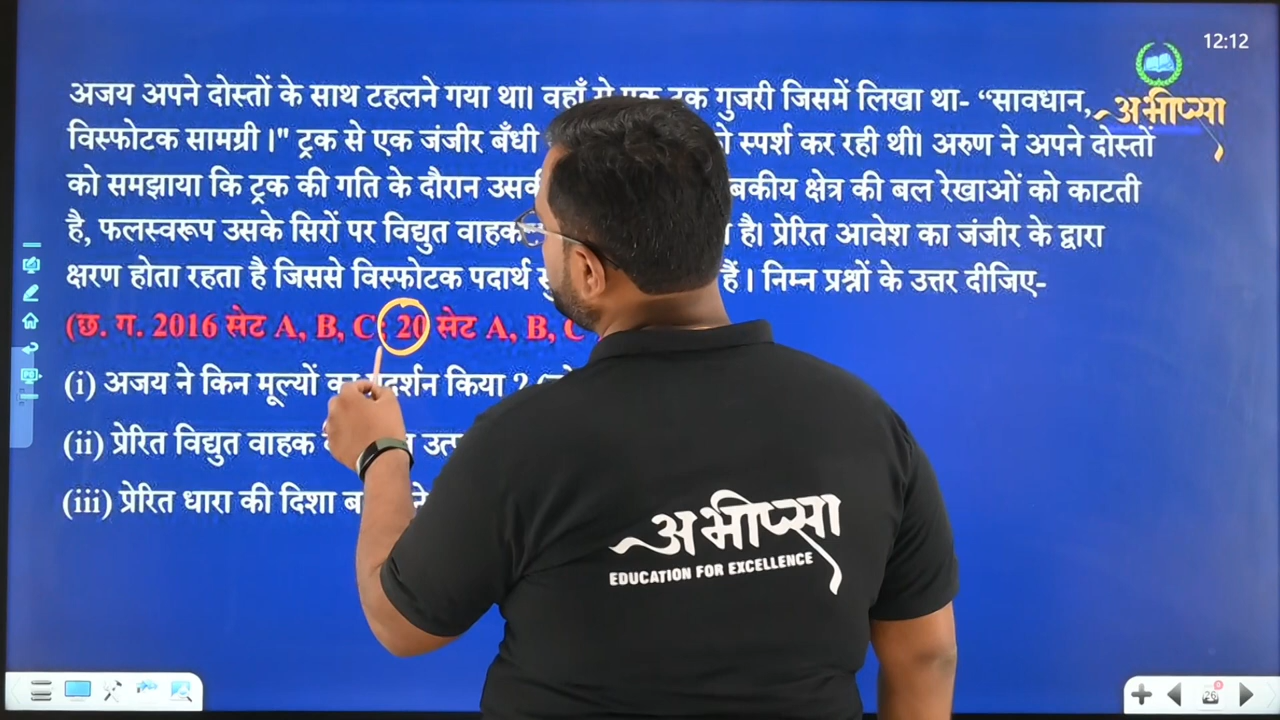 12:12
अभीप्सा
अजय अपने दोस्तों के साथ टहलने गया था। वहाँ से एक ट्रक गुजरी जिसमें लिखा था- “सावधान,
विस्फोटक सामग्री ।" ट्रक से एक जंजीर बँधी स्पर्श कर रही थी। अरुण ने अपने दोस्तों
को समझाया कि ट्रक की गति के दौरान क्षेत्र की बल रेखाओं को काटती
है, फलस्वरूप उसके सिरों पर विद्युत वाहक है। प्रेरित आवेश का जंजीर के द्वारा
क्षरण होता रहता है जिससे विस्फोटक पदार्थ हैं । निम्न प्रश्नों के उत्तर दीजिए-
(छ. ग. 2016 सेट A, B, C; 20 सेट A, B, C
(i) अजय ने किन मूल्यों का प्रदर्शन किया ?
(ii) प्रेरित विद्युत वाहक
(iii) प्रेरित धारा की दिशा
अभीप्सा
EDUCATION FOR EXCELLENCE
26